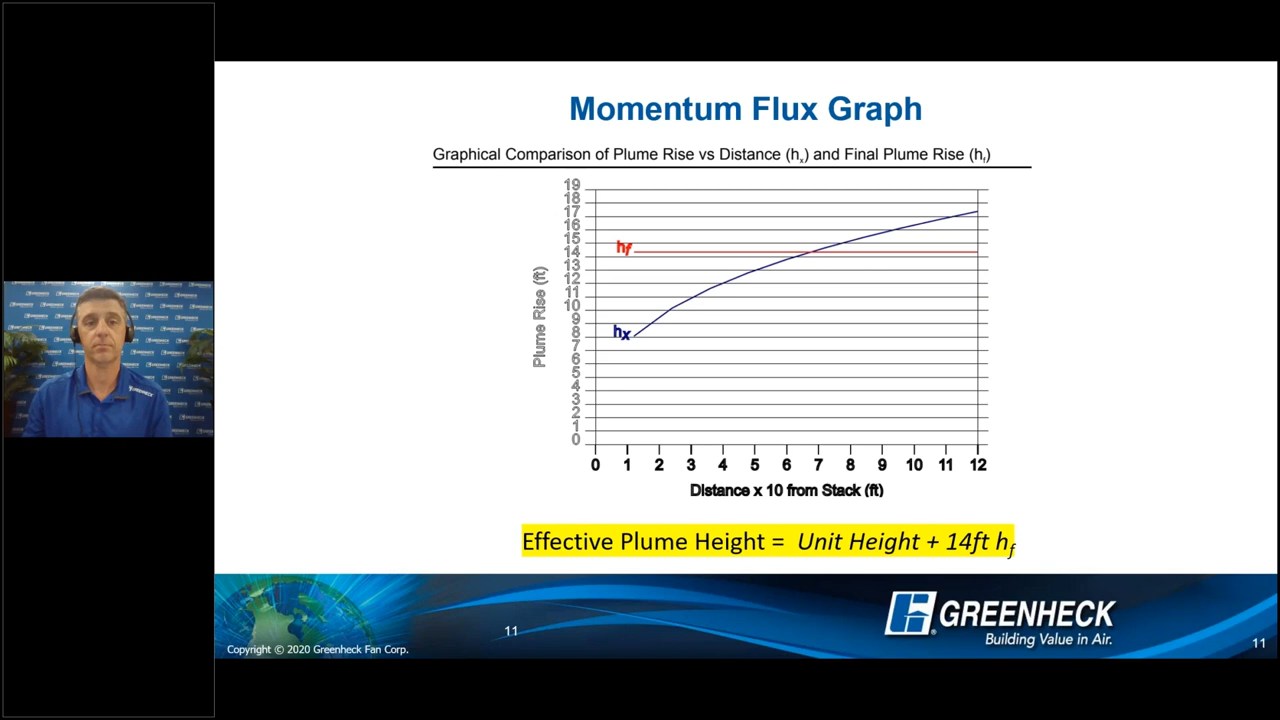 Momentum Flux Graph
Graphical Comparison of Plume Rise vs Distance (hx) and Final Plume Rise (hf)
Plume Rise (ft)
19
18
17
16
15
14
13
12
11
10
9
8
7
6
5
4
3
2
1
0
hf
hx
0 1 2 3 4 5 6 7 8 9 10 11 12
Distance x 10 from Stack (ft)
Effective Plume Height = Unit Height + 14ft hf
GREENHECK
Building Value in Air.
11
Copyright © 2020 Greenheck Fan Corp.
11
GREENHECK